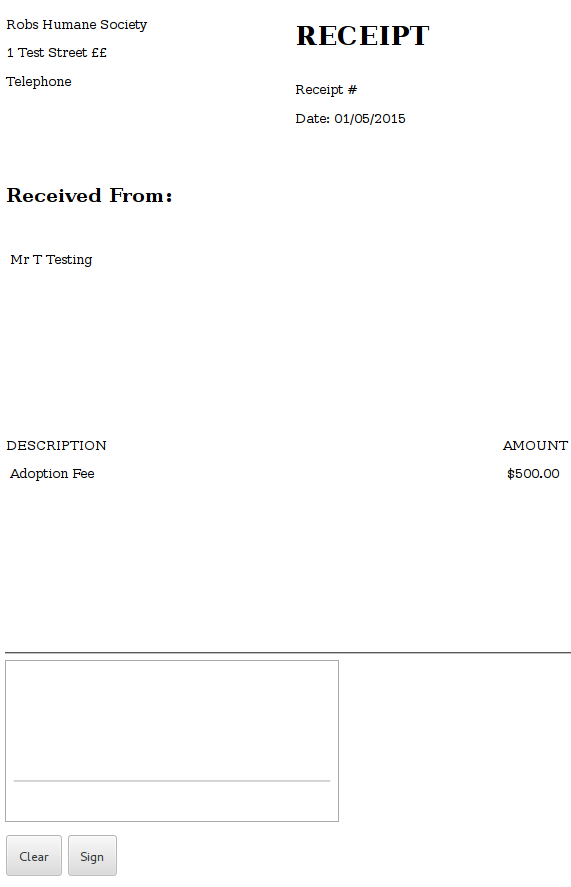 Robs Humane Society
1 Test Street ££
Telephone
RECEIPT
Receipt #
Date: 01/05/2015
Received From:
Mr T Testing
DESCRIPTION AMOUNT
Adoption Fee $500.00
Clear Sign